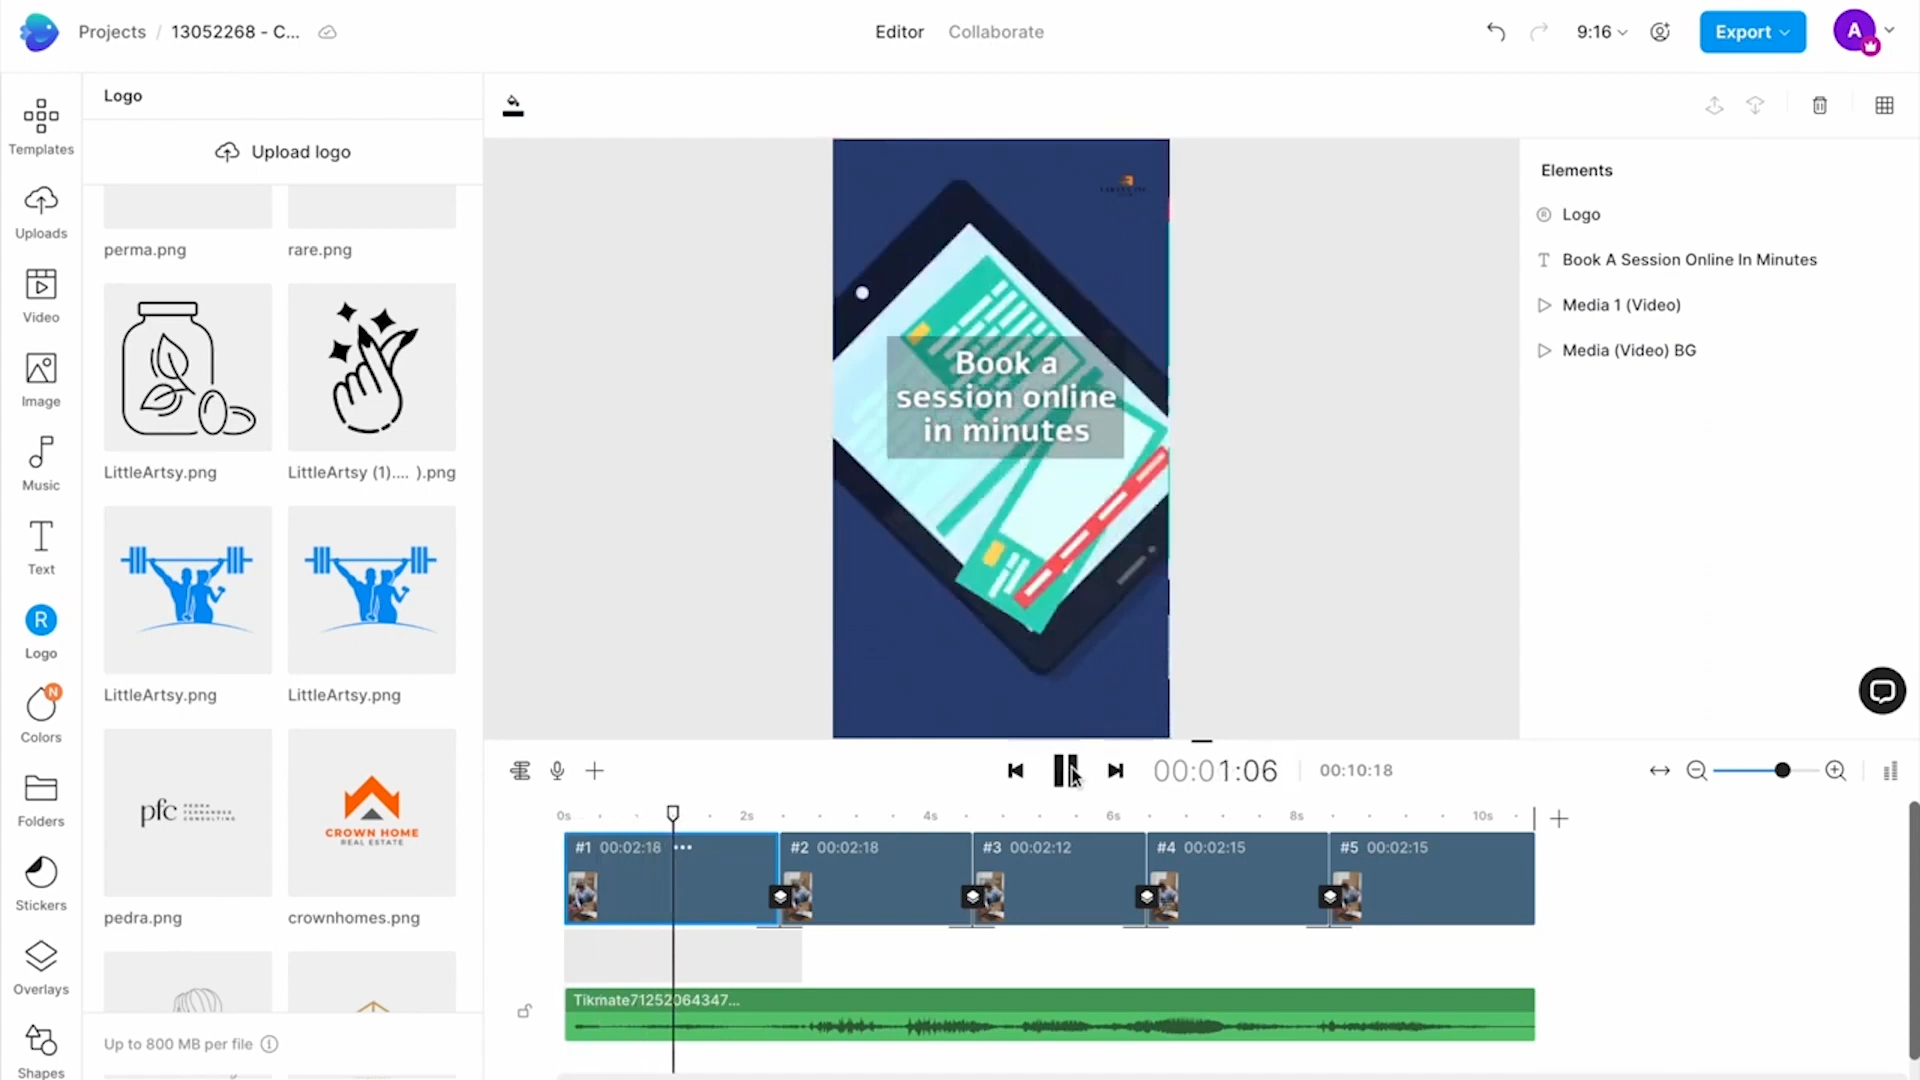 Projects / 13052268 - C...
Editor
Collaborate
9:16
Export
A
Templates
Uploads
Video
Image
Music
Text
R
Logo
N
Colors
Folders
Stickers
Overlays
Shapes
Logo
Upload logo
perma.png
rare.png
LittleArtsy.png
LittleArtsy (1).... ).png
LittleArtsy.png
LittleArtsy.png
pfc PEDRA
FERNANDES
CONSULTING
CROWN HOME
REAL ESTATE
pedra.png
crownhomes.png
Up to 800 MB per file
Book a
session online
in minutes
Elements
R Logo
T Book A Session Online In Minutes
Media 1 (Video)
Media (Video) BG
00:01:06
00:10:18
0s
2s
4s
6s
8s
10s
#1 00:02:18 •••
#2 00:02:18
#3 00:02:12
#4 00:02:15
#5 00:02:15
Tikmate71252064347...